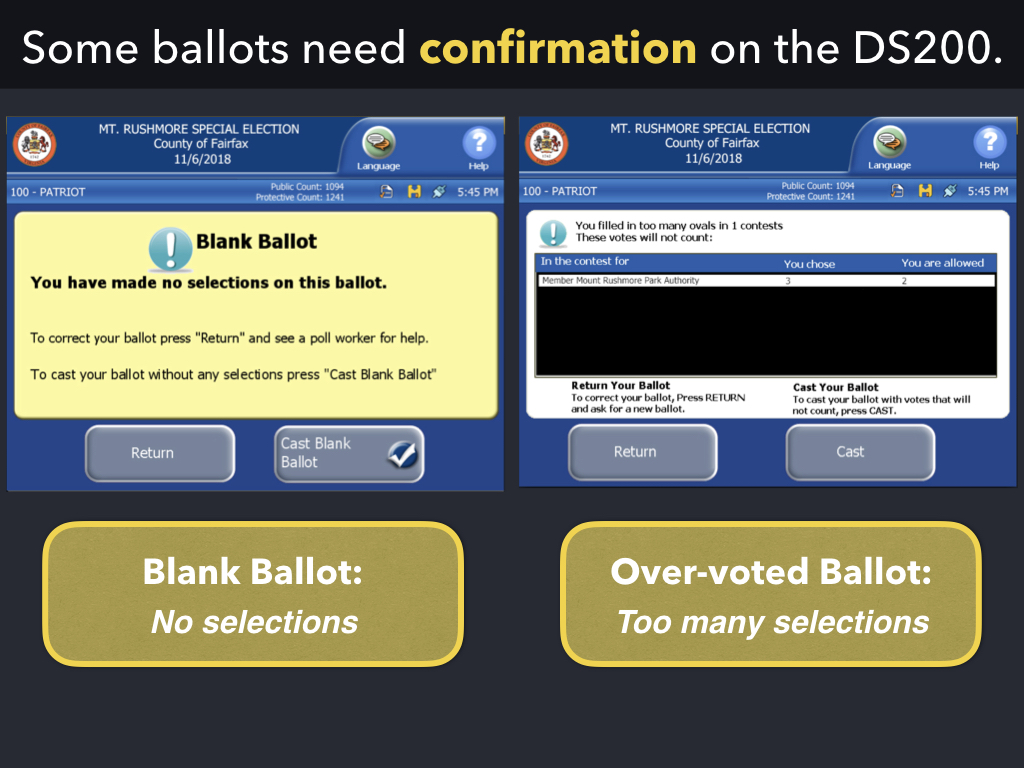 Some ballots need confirmation on the DS200.
MT. RUSHMORE SPECIAL ELECTION
County of Fairfax
11/6/2018
Language
Help
100 - PATRIOT
Public Count: 1094
Protective Count: 1241
5:45 PM
Blank Ballot
You have made no selections on this ballot.
To correct your ballot press "Return" and see a poll worker for help.
To cast your ballot without any selections press "Cast Blank Ballot"
Return
Cast Blank
Ballot
MT. RUSHMORE SPECIAL ELECTION
County of Fairfax
11/6/2018
Language
Help
100 - PATRIOT
Public Count: 1094
Protective Count: 1241
5:45 PM
You filled in too many ovals in 1 contests
These votes will not count:
In the contest for You chose You are allowed
Member Mount Rushmore Park Authority 3 2
Return Your Ballot
To correct your ballot, Press RETURN
and ask for a new ballot.
Cast Your Ballot
To cast your ballot with votes that will
not count, press CAST.
Return
Cast
Blank Ballot:
No selections
Over-voted Ballot:
Too many selections